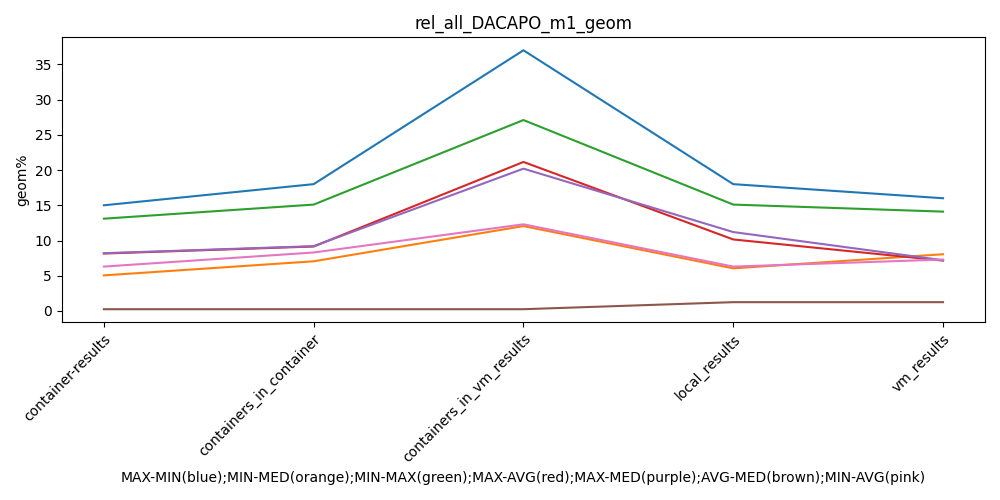 rel_all_DACAPO_m1_geom
geom%
35
30
25
20
15
10
5
0
container-results
containers_in_container
containers_in_vm_results
local_results
vm_results
MAX-MIN(blue);MIN-MED(orange);MIN-MAX(green);MAX-AVG(red);MAX-MED(purple);AVG-MED(brown);MIN-AVG(pink)